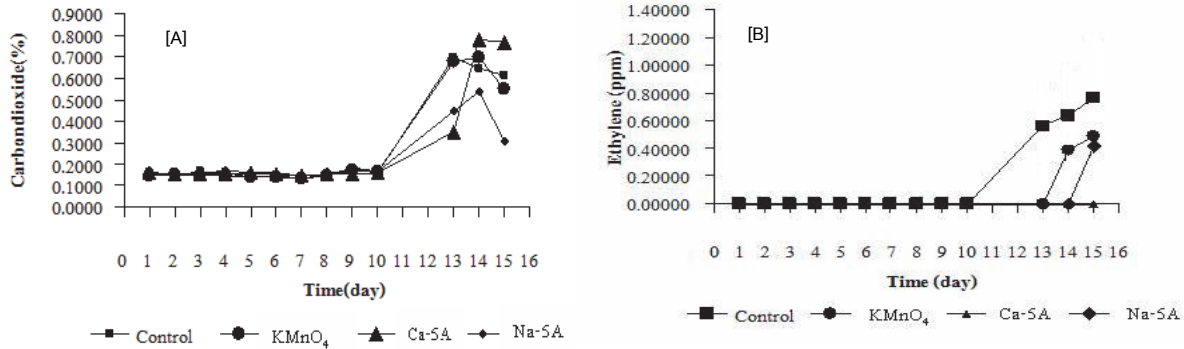 [A]
Carbondioxide(%)
0.9000
0.8000
0.7000
0.6000
0.5000
0.4000
0.3000
0.2000
0.1000
0.0000
0 1 2 3 4 5 6 7 8 9 10 11 12 13 14 15 16
Time(day)
Control KMnO4 Ca-5A Na-5A
[B]
Ethylene (ppm)
1.40000
1.20000
1.00000
0.80000
0.60000
0.40000
0.20000
0.00000
0 1 2 3 4 5 6 7 8 9 10 11 12 13 14 15 16
Time (day)
Control KMnO4 Ca-5A Na-5A